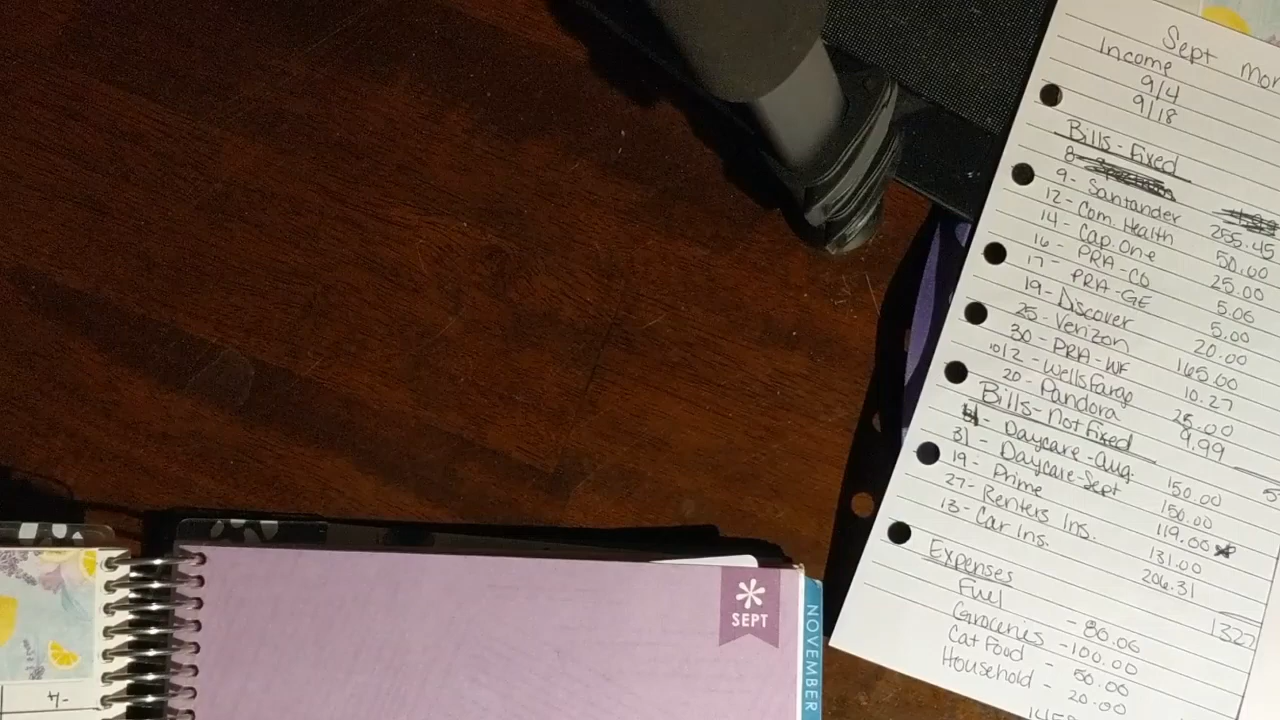 Sept Mon
Income
9/4
9/18
Bills - Fixed
8-
9- Santander 255.45
12- Com. Health 50.00
14- Cap. One 25.00
16- PRA-CO 5.00
17- PRA-GE 5.00
19- Discover 20.00
25- Verizon 165.00
30- PRA-WF 10.27
10/2 - Wells Fargo 25.00
20- Pandora 9.99
Bills - Not fixed
- Daycare - Aug. 150.00
31 - Daycare - Sept 150.00
19- Prime 119.00
27- Renters Ins. 131.00
13- Car Ins. 206.31
132
Expenses
Fuel - 80.00
Groceries - 100.00
Cat Food - 50.00
Household - 20.00
SEPT
NOVEMBER